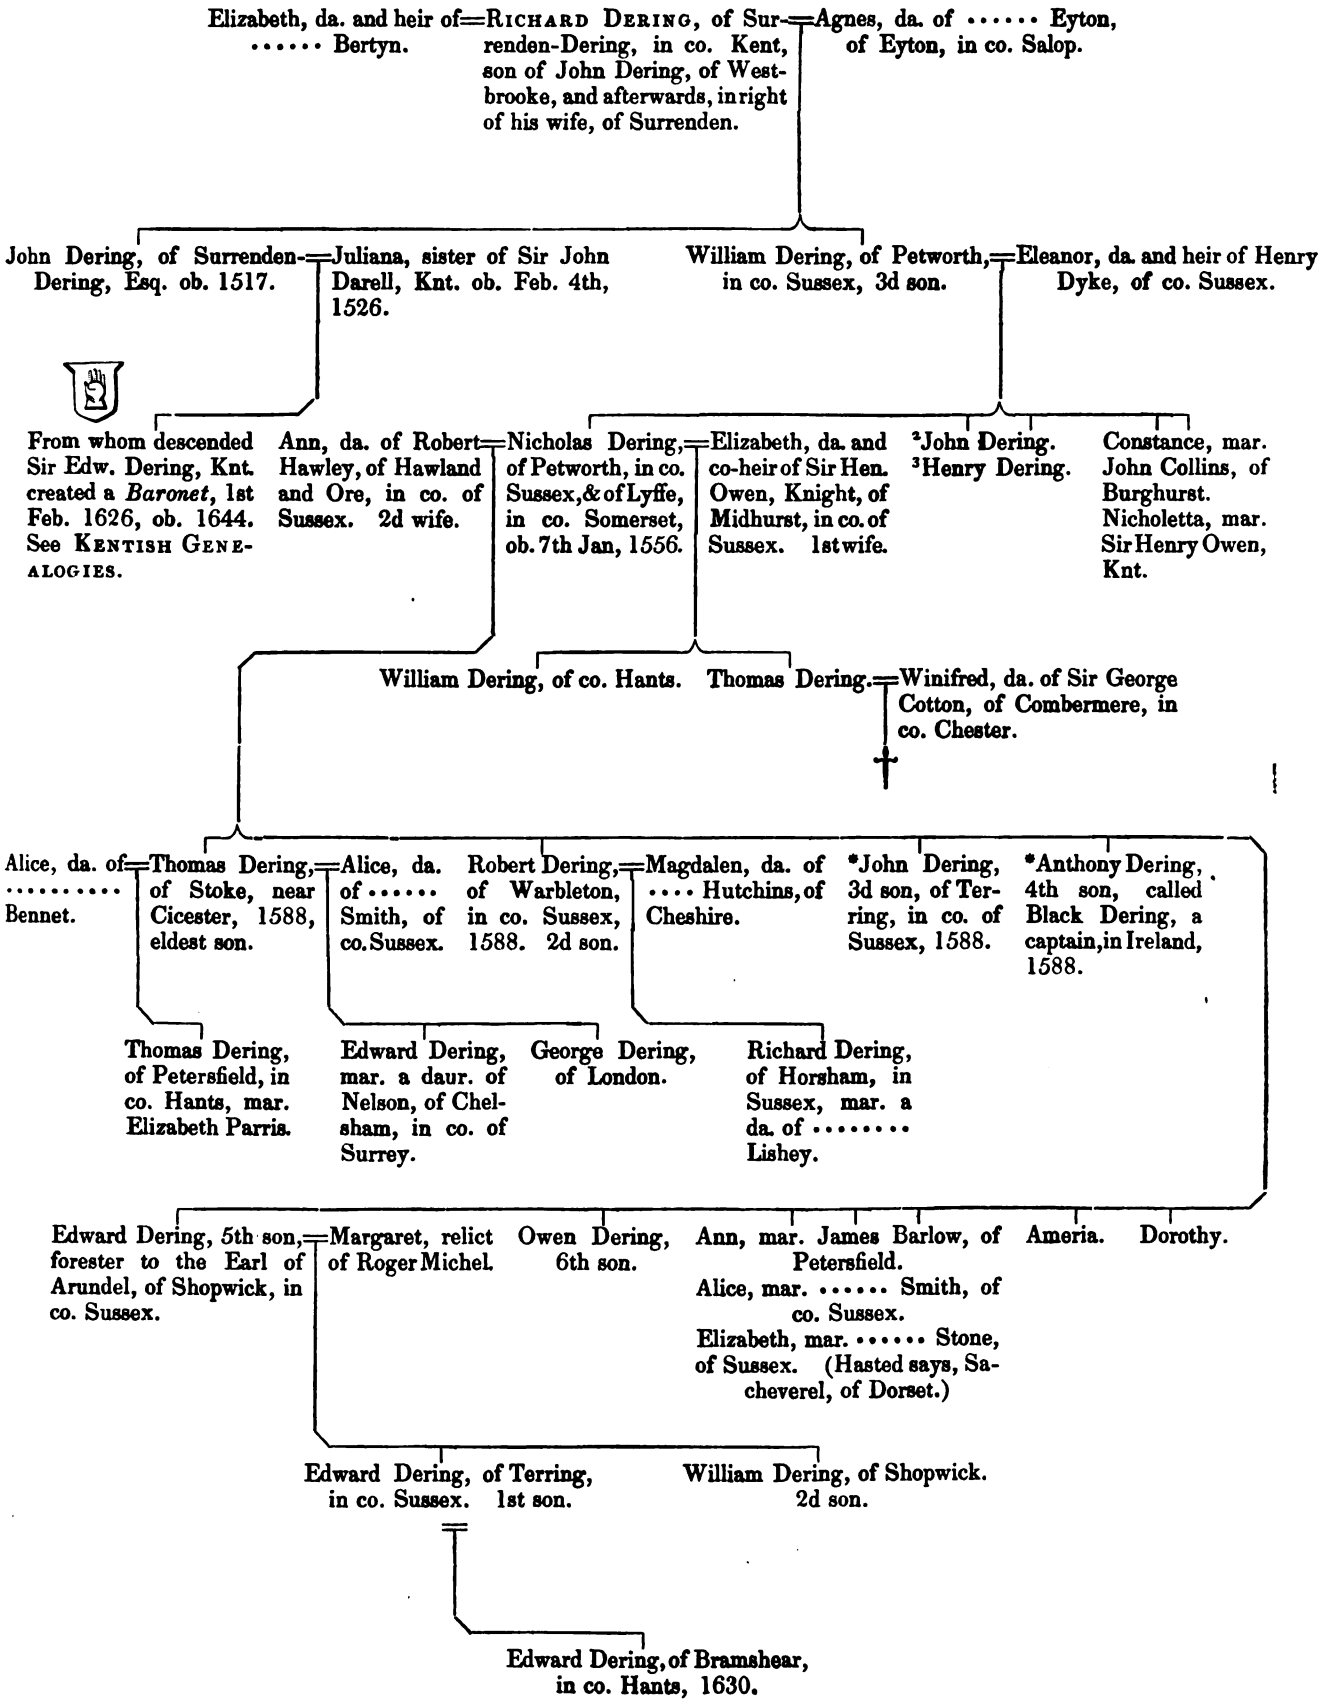 Elizabeth, da. and heir of
······ Bertyn.
RICHARD DERING, of Sur-
renden-Dering, in co. Kent,
son of John Dering, of West-
brooke, and afterwards, in right
of his wife, of Surrenden.
Agnes, da. of ······ Eyton,
of Eyton, in co. Salop.
John Dering, of Surrenden-
Dering, Esq. ob. 1517.
Juliana, sister of Sir John
Darell, Knt. ob. Feb. 4th,
1526.
William Dering, of Petworth,
in co. Sussex, 3d son.
Eleanor, da. and heir of Henry
Dyke, of co. Sussex.
From whom descended
Sir Edw. Dering, Knt.
created a Baronet, 1st
Feb. 1626, ob. 1644.
See KENTISH GENE-
ALOGIES.
Ann, da. of Robert
Hawley, of Hawland
and Ore, in co. of
Sussex. 2d wife.
Nicholas Dering,
of Petworth, in co.
Sussex, & of Lyffe,
in co. Somerset,
ob. 7th Jan, 1556.
Elizabeth, da. and
co-heir of Sir Hen.
Owen, Knight, of
Midhurst, in co. of
Sussex. 1st wife.
²John Dering.
³Henry Dering.
Constance, mar.
John Collins, of
Burghurst.
Nicholetta, mar.
Sir Henry Owen,
Knt.
William Dering, of co. Hants.
Thomas Dering.
Winifred, da. of Sir George
Cotton, of Combermere, in
co. Chester.
Alice, da. of
··········
Bennet.
Thomas Dering,
of Stoke, near
Cicester, 1588,
eldest son.
Alice, da.
of ······
Smith, of
co. Sussex.
Robert Dering,
of Warbleton,
in co. Sussex,
1588. 2d son.
Magdalen, da. of
···· Hutchins, of
Cheshire.
*John Dering,
3d son, of Ter-
ring, in co. of
Sussex, 1588.
*Anthony Dering,
4th son, called
Black Dering, a
captain, in Ireland,
1588.
Thomas Dering,
of Petersfield, in
co. Hants, mar.
Elizabeth Parris.
Edward Dering,
mar. a daur. of
Nelson, of Chel-
sham, in co. of
Surrey.
George Dering,
of London.
Richard Dering,
of Horsham, in
Sussex, mar. a
da. of ········
Lishey.
Edward Dering, 5th son,
forester to the Earl of
Arundel, of Shopwick, in
co. Sussex.
Margaret, relict
of Roger Michel.
Owen Dering,
6th son.
Ann, mar. James Barlow, of
Petersfield.
Alice, mar. ······ Smith, of
co. Sussex.
Elizabeth, mar. ······ Stone,
of Sussex. (Hasted says, Sa-
cheverel, of Dorset.)
Ameria.
Dorothy.
Edward Dering, of Terring,
in co. Sussex. 1st son.
William Dering, of Shopwick.
2d son.
Edward Dering, of Bramshear,
in co. Hants, 1630.